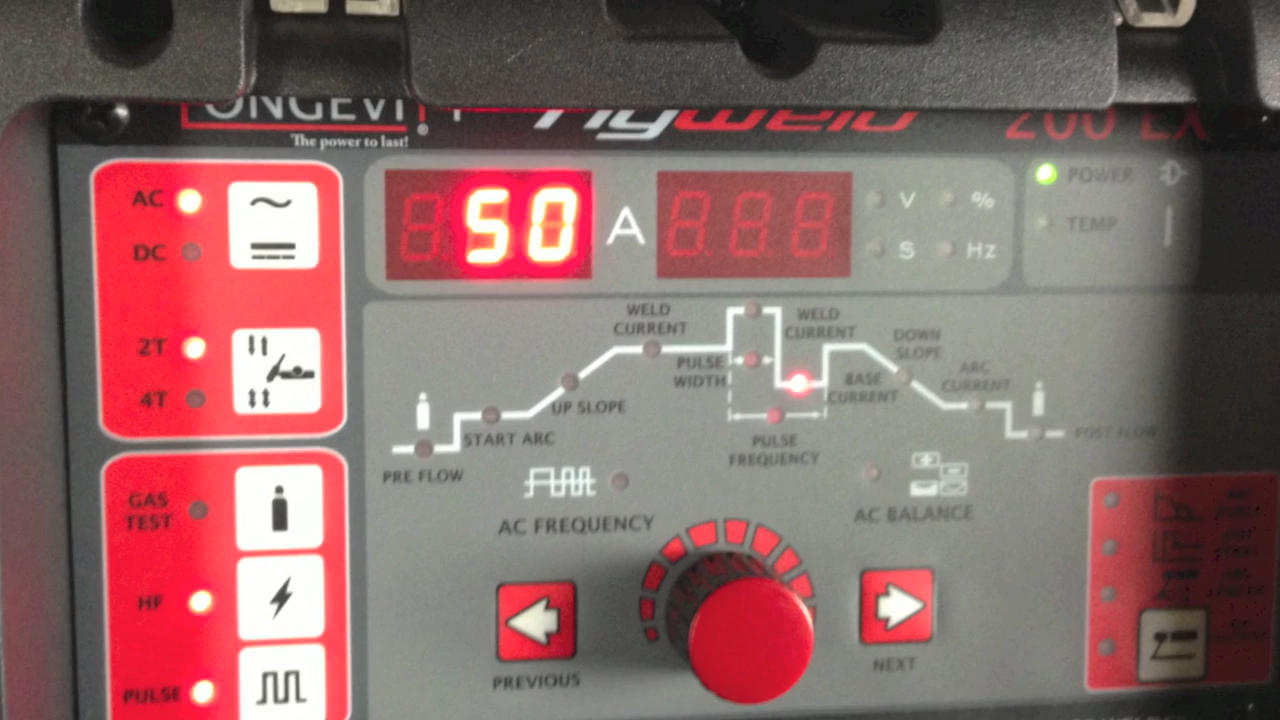 ONGEVI
The power to last!
200 EX
AC
50
A
V
%
POWER
DC
S
Hz
TEMP
2T
WELD
CURRENT
WELD
CURRENT
DOWN
SLOPE
PULSE
WIDTH
ARC
CURRENT
4T
BASE
CURRENT
UP SLOPE
START ARC
POST FLOW
PRE FLOW
PULSE
FREQUENCY
GAS
TEST
AC FREQUENCY
AC BALANCE
HF
PREVIOUS
NEXT
PULSE